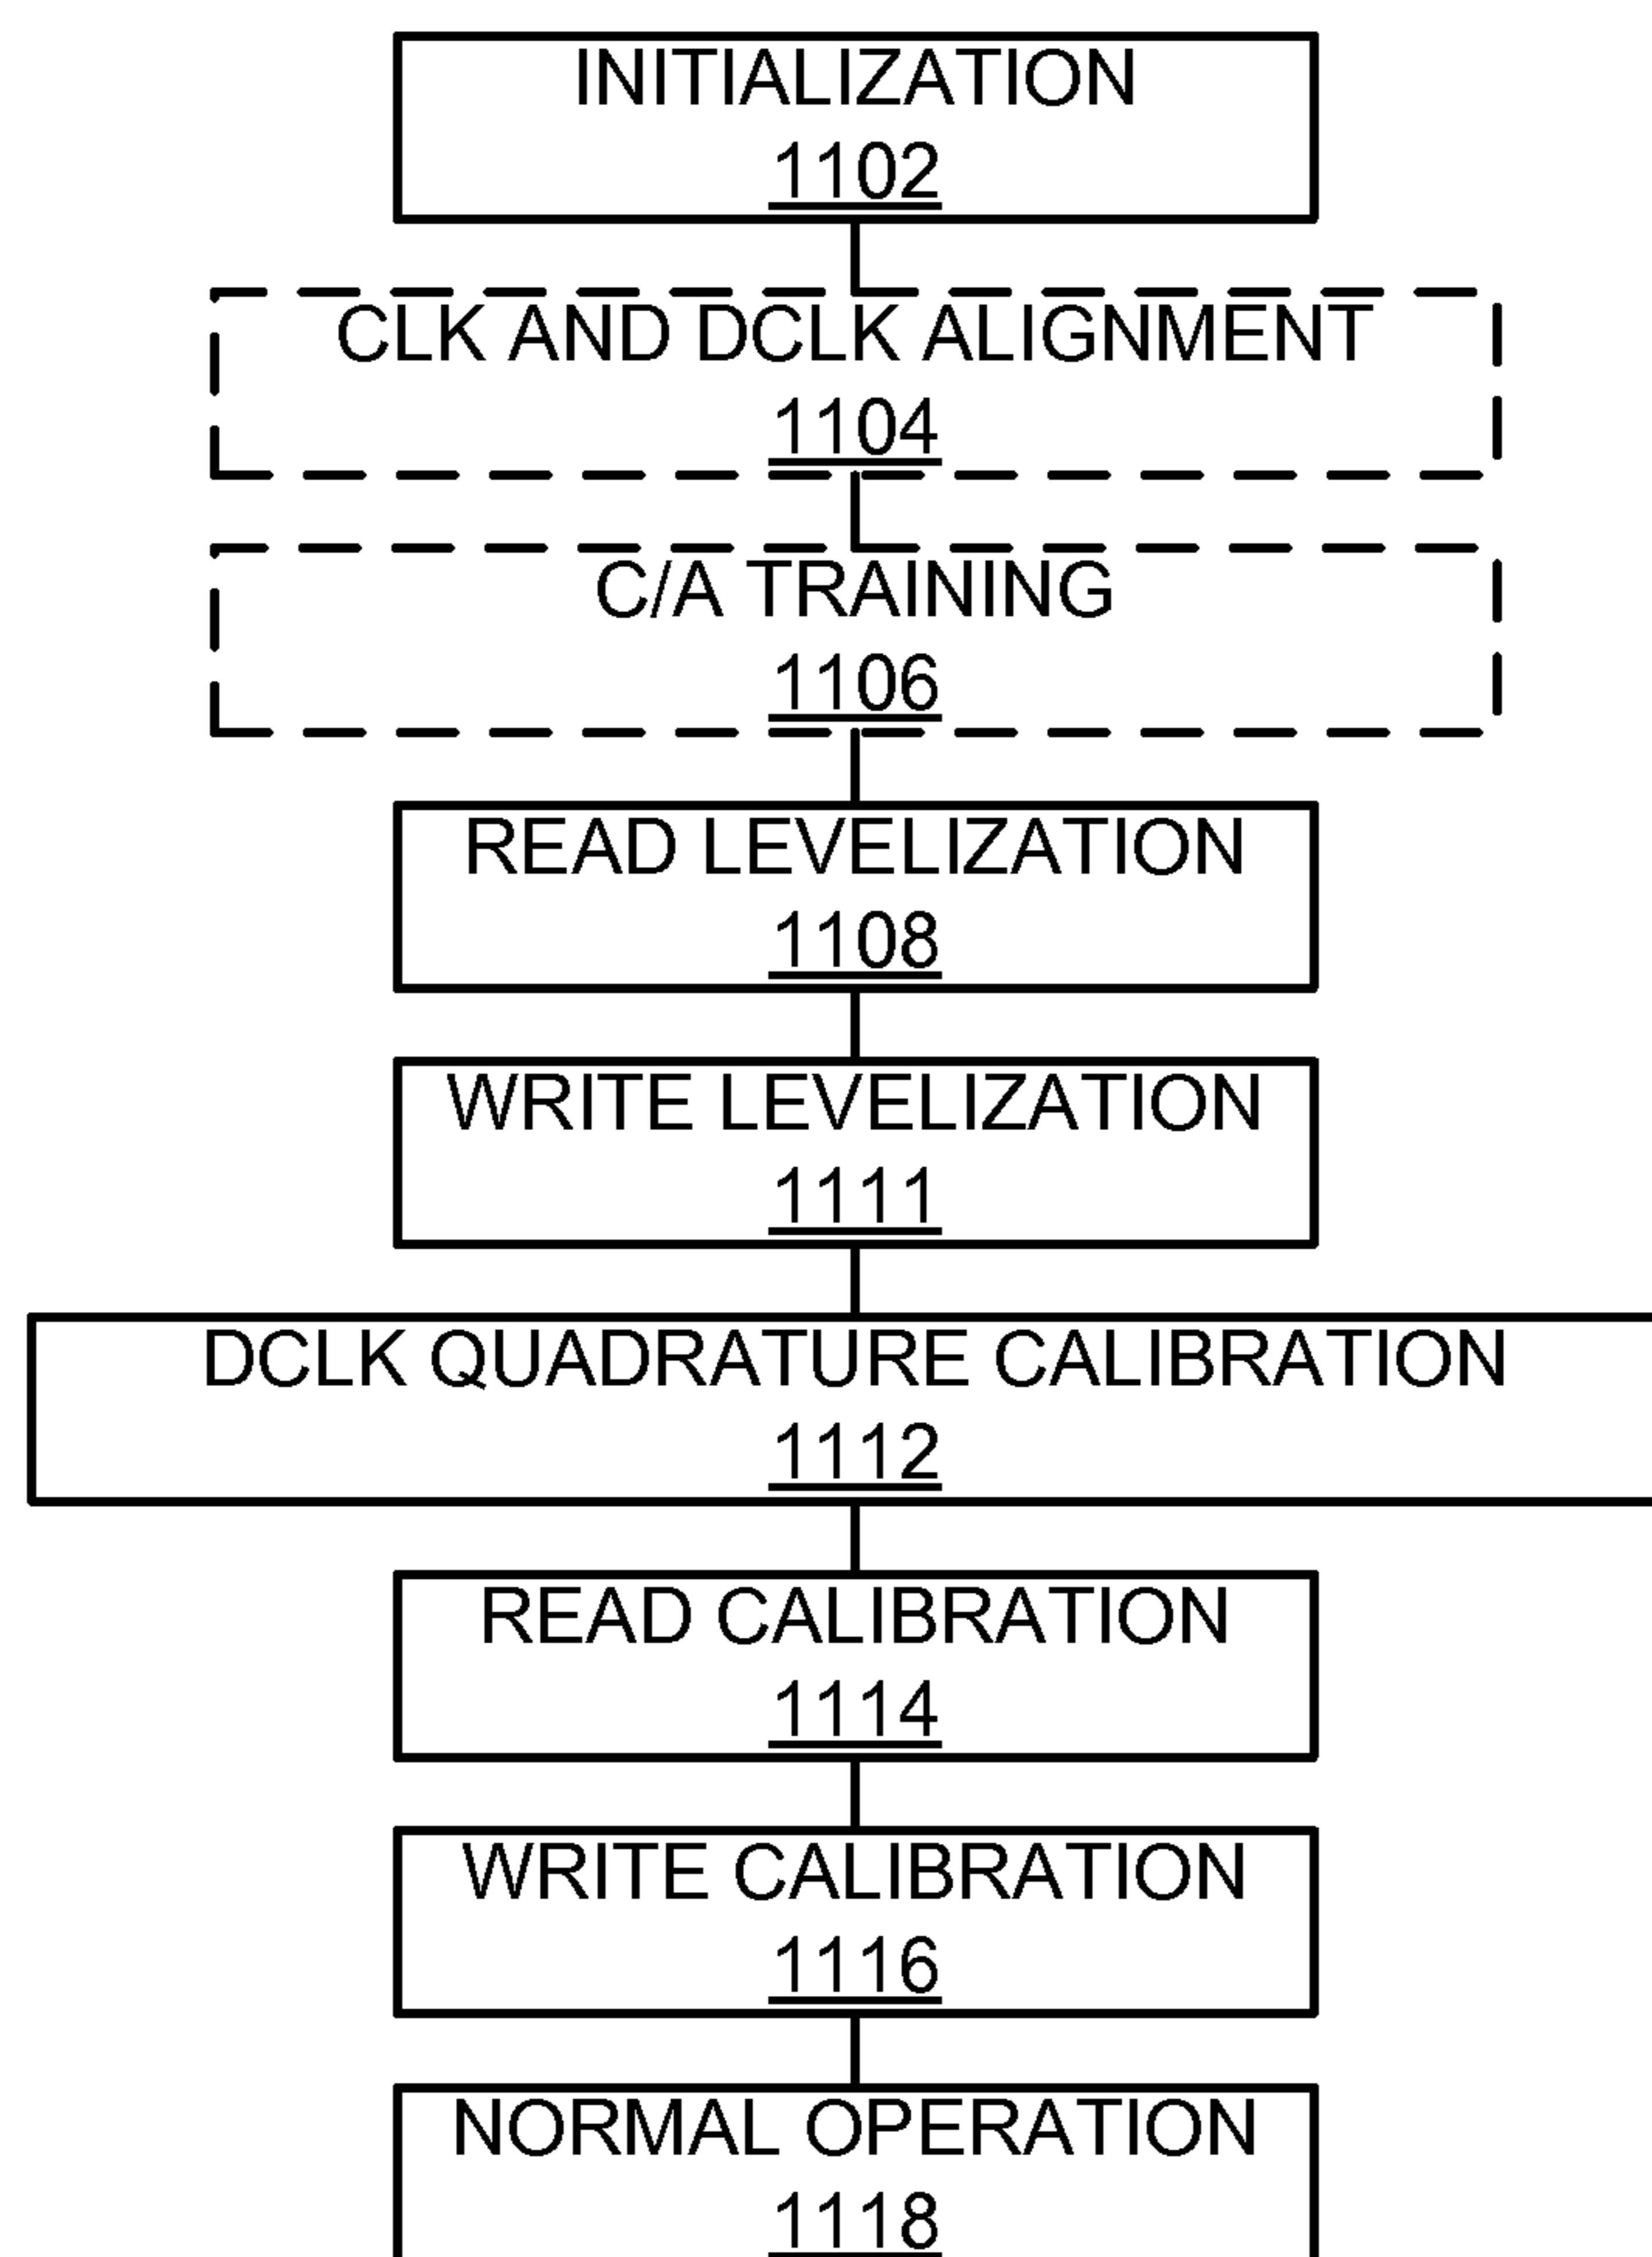 INITIALIZATION
1102
CLK AND DCLK ALIGNMENT
1104
C/A TRAINING
1106
READ LEVELIZATION
1108
WRITE LEVELIZATION
1111
DCLK QUADRATURE CALIBRATION
1112
READ CALIBRATION
1114
WRITE CALIBRATION
1116
NORMAL OPERATION
1118